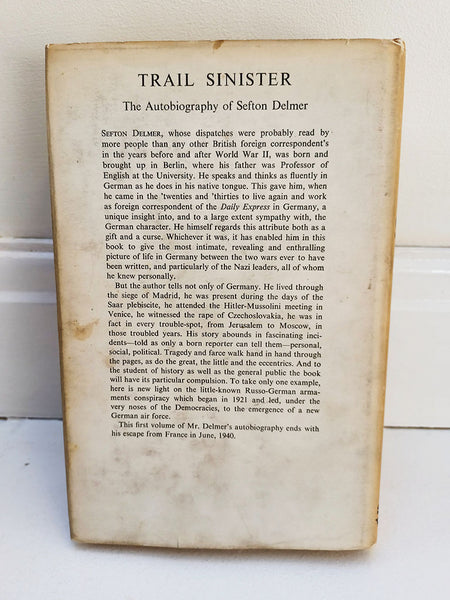 TRAIL SINISTER
The Autobiography of Sefton Delmer
SEFTON DELMER, whose dispatches were probably read by
more people than any other British foreign correspondent's
in the years before and after World War II, was born and
brought up in Berlin, where his father was Professor of
English at the University. He speaks and thinks as fluently in
German as he does in his native tongue. This gave him, when
he came in the 'twenties and 'thirties to live again and work
as foreign correspondent of the Daily Express in Germany, a
unique insight into, and to a large extent sympathy with, the
German character. He himself regards this attribute both as a
gift and a curse. Whichever it was, it has enabled him in this
book to give the most intimate, revealing and enthralling
picture of life in Germany between the two wars ever to have
been written, and particularly of the Nazi leaders, all of whom
he knew personally.
But the author tells not only of Germany. He lived through
the siege of Madrid, he was present during the days of the
Saar plebiscite, he attended the Hitler-Mussolini meeting in
Venice, he witnessed the rape of Czechoslovakia, he was in
fact in every trouble-spot, from Jerusalem to Moscow, in
those troubled years. His story abounds in fascinating inci-
dents—told as only a born reporter can tell them—personal,
social, political. Tragedy and farce walk hand in hand through
the pages, as do the great, the little and the eccentrics. And to
the student of history as well as the general public the book
will have its particular compulsion. To take only one example,
here is new light on the little-known Russo-German arma-
ments conspiracy which began in 1921 and led, under the
very noses of the Democracies, to the emergence of a new
German air force.
This first volume of Mr. Delmer's autobiography ends with
his escape from France in June, 1940.